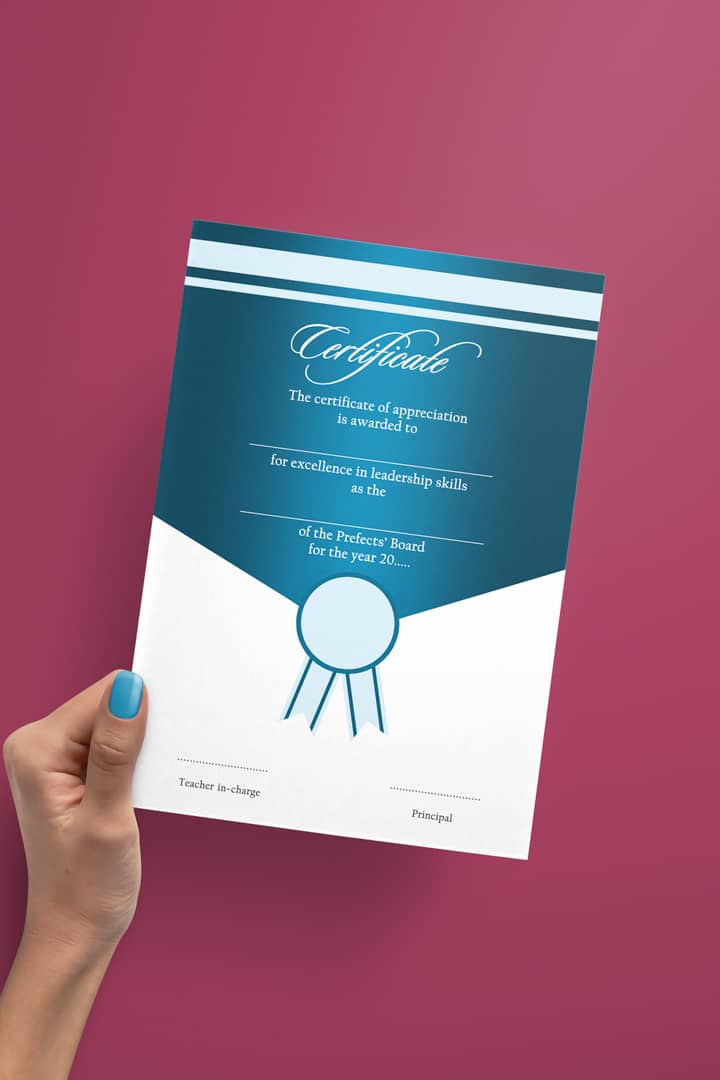 Certificate
The certificate of appreciation
is awarded to
for excellence in leadership skills
as the
of the Prefects' Board
for the year 20.....
Teacher in-charge
Principal